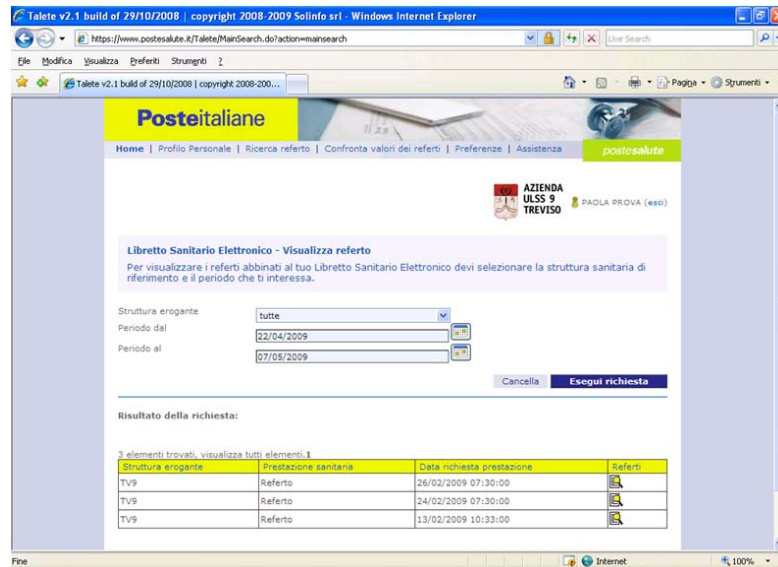 Talete v2.1 build of 29/10/2008 | copyright 2008-2009 Solinfo srl - Windows Internet Explorer
https://www.postesalute.it/Talete/MainSearch.do?action=mainsearch
Live Search
File Modifica Visualizza Preferiti Strumenti ?
Talete v2.1 build of 29/10/2008 | copyright 2008-200...
Pagina Strumenti
Posteitaliane
Home | Profilo Personale | Ricerca referto | Confronta valori dei referti | Preferenze | Assistenza
postesalute
AZIENDA
ULSS 9
TREVISO
PAOLA PROVA (esci)
Libretto Sanitario Elettronico - Visualizza referto
Per visualizzare i referti abbinati al tuo Libretto Sanitario Elettronico devi selezionare la struttura sanitaria di
riferimento e il periodo che ti interessa.
Struttura erogante tutte
Periodo dal 22/04/2009
Periodo al 07/05/2009
Cancella Esegui richiesta
Risultato della richiesta:
3 elementi trovati, visualizza tutti elementi.1
Struttura erogante Prestazione sanitaria Data richiesta prestazione Referti
TV9 Referto 26/02/2009 07:30:00
TV9 Referto 24/02/2009 07:30:00
TV9 Referto 13/02/2009 10:33:00
Fine Internet 100%